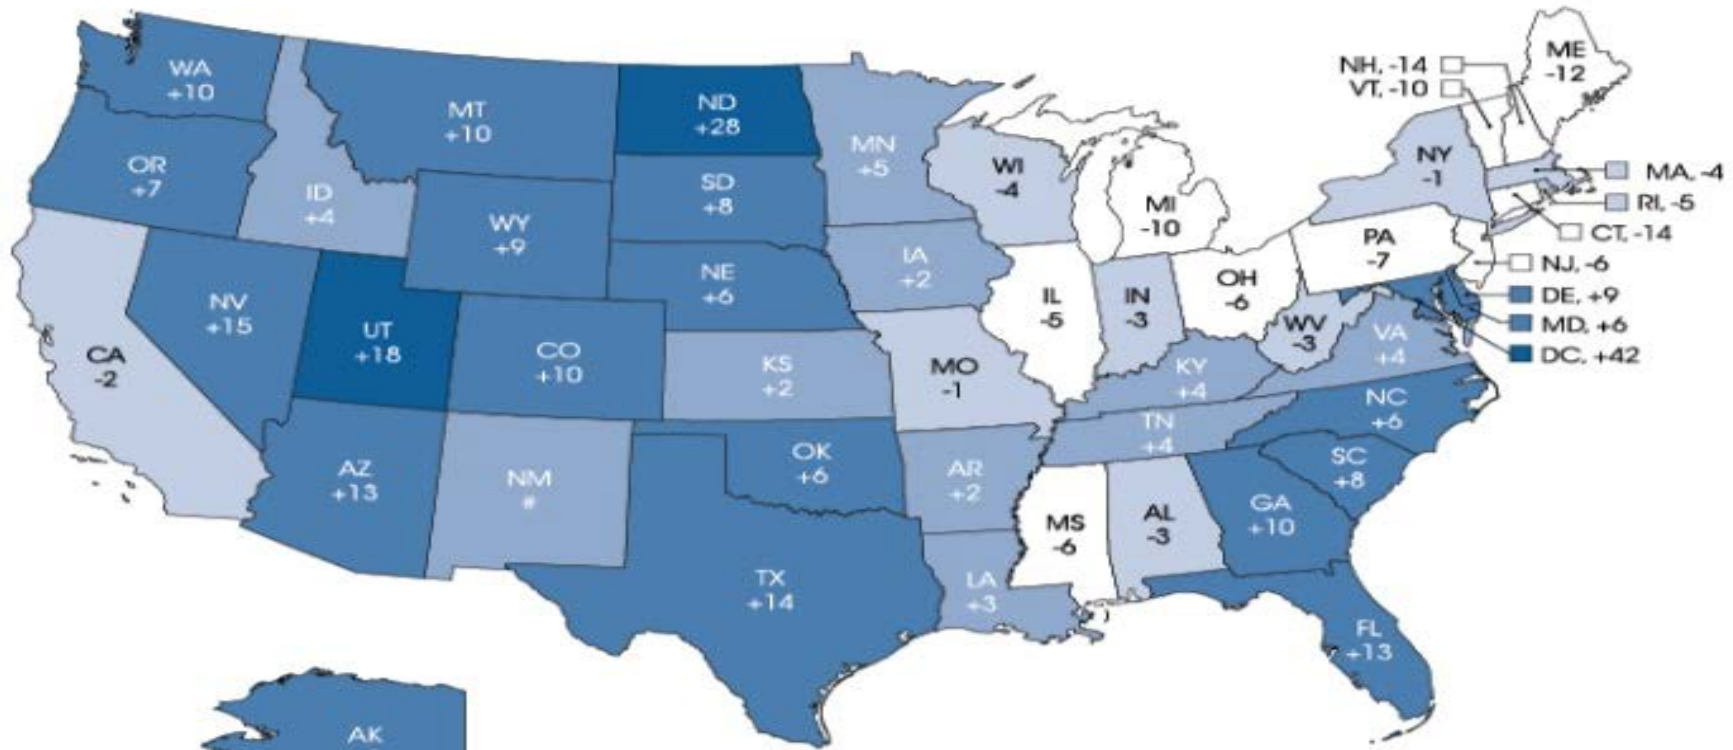 WA
+10
OR
+7
CA
-2
NV
+15
ID
+4
MT
+10
WY
+9
UT
+18
AZ
+13
CO
+10
NM
#
ND
+28
SD
+8
NE
+6
KS
+2
OK
+6
TX
+14
MN
+5
IA
+2
MO
-1
AR
+2
LA
+3
WI
-4
IL
-5
MI
-10
IN
-3
OH
-6
KY
+4
TN
+4
MS
-6
AL
-3
GA
+10
FL
+13
SC
+8
NC
+6
VA
+4
WV
-3
PA
-7
NY
-1
ME
-12
NH, -14
VT, -10
MA, -4
RI, -5
CT, -14
NJ, -6
DE, +9
MD, +6
DC, +42
AK